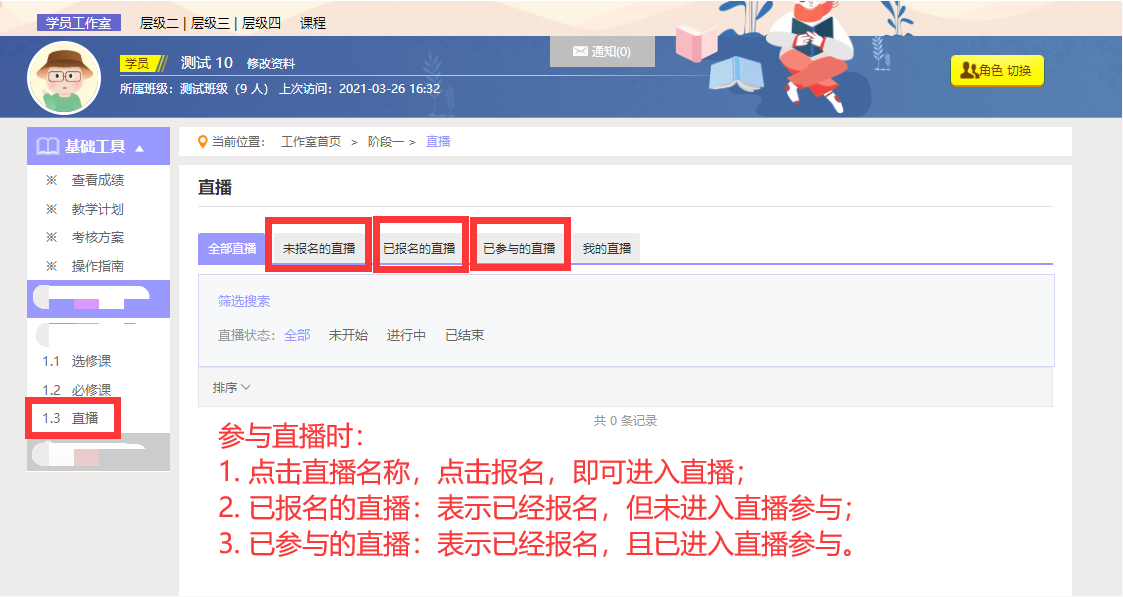 学员工作室 层级二 | 层级三 | 层级四 课程
通知(0)
学员 测试 10 修改资料
角色 切换
所属班级：测试班级（9 人） 上次访问：2021-03-26 16:32
基础工具
当前位置： 工作室首页 > 阶段一 > 直播
※ 查看成绩
※ 教学计划
※ 考核方案
※ 操作指南
1.1 选修课
1.2 必修课
1.3 直播
直播
全部直播 未报名的直播 已报名的直播 已参与的直播 我的直播
筛选搜索
直播状态： 全部 未开始 进行中 已结束
排序
共 0 条记录
参与直播时：
1. 点击直播名称，点击报名，即可进入直播；
2. 已报名的直播：表示已经报名，但未进入直播参与；
3. 已参与的直播：表示已经报名，且已进入直播参与。